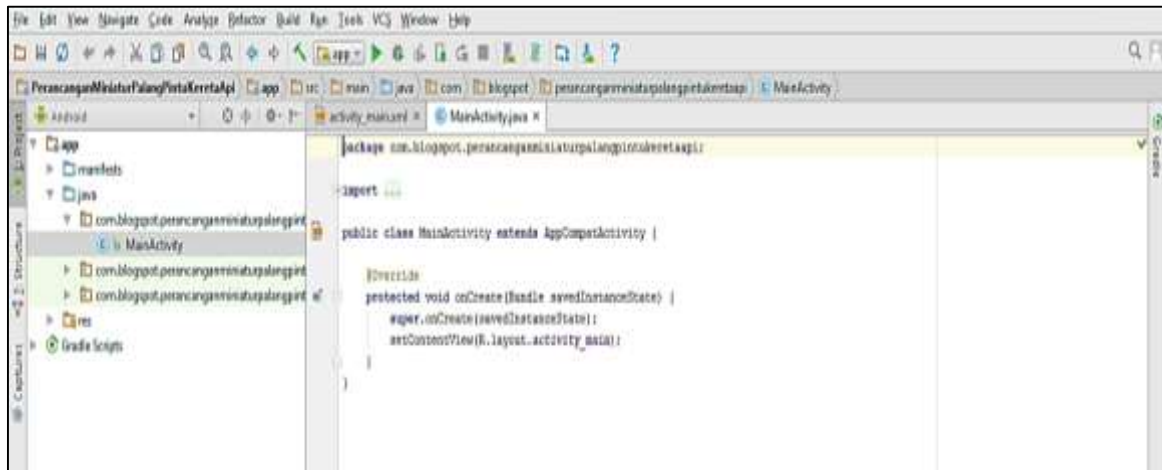 File Edit View Navigate Code Analyze Refactor Build Run Tools VCS Window Help
app
PerancanganMiniaturPalangPintaKeretaApi app src main java com blogspot perancanganminiaturpalangpintukeretaapi MainActivity
Android
activity_main.xml MainActivity.java
1: Project
app
manifests
java
com.blogspot.perancanganminiaturpalangpint
MainActivity
com.blogspot.perancanganminiaturpalangpint
com.blogspot.perancanganminiaturpalangpint
res
Gradle Scripts
Z: Structure
Captures
package com.blogspot.perancanganminiaturpalangpintukeretaapi;
import ...
public class MainActivity extends AppCompatActivity {
@Override
protected void onCreate(Bundle savedInstanceState) {
super.onCreate(savedInstanceState);
setContentView(R.layout.activity_main);
}
}
Gradle